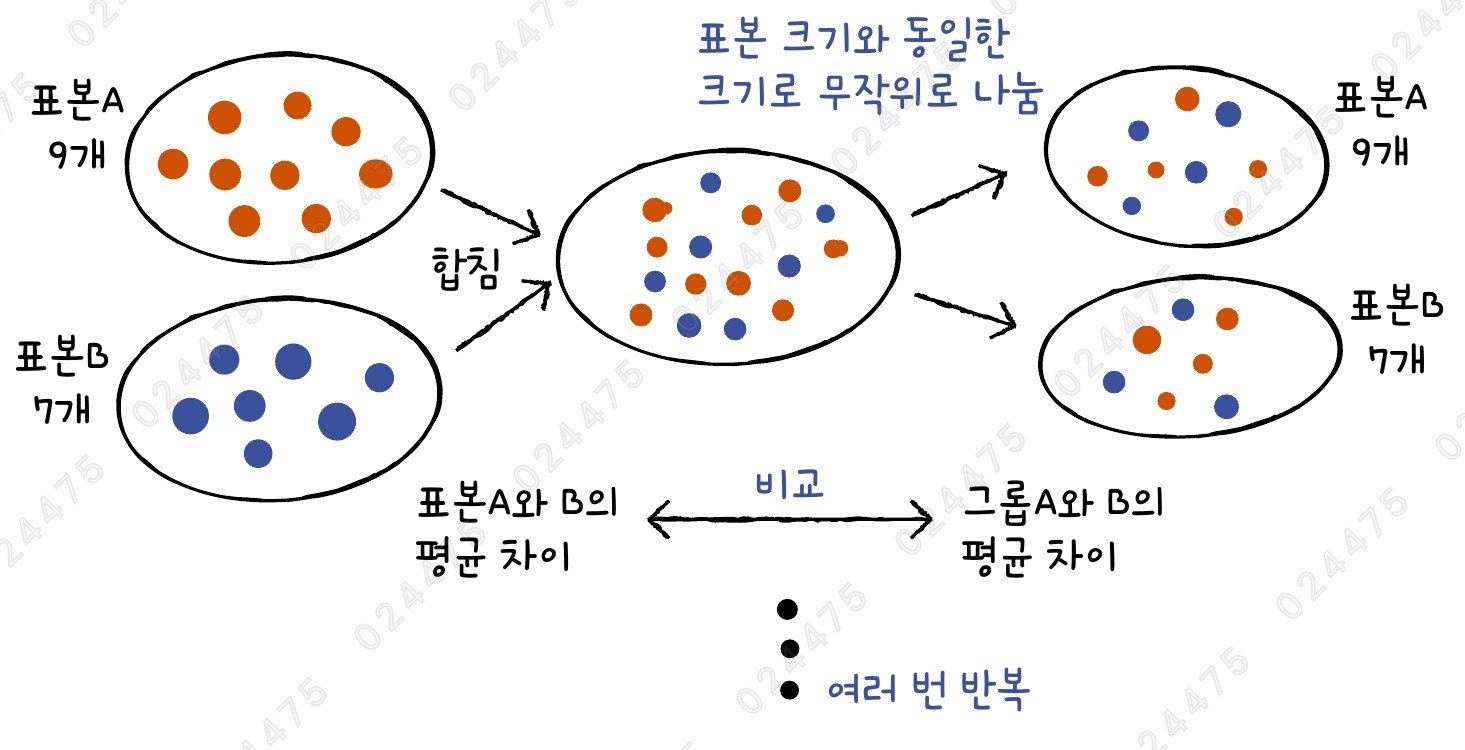 표본 크기와 동일한
크기로 무작위로 나눔
표본A
9개
표본A
9개
합침
표본B
7개
표본B
7개
비교
표본A와 B의
평균 차이
그룹A와 B의
평균 차이
여러 번 반복
024475